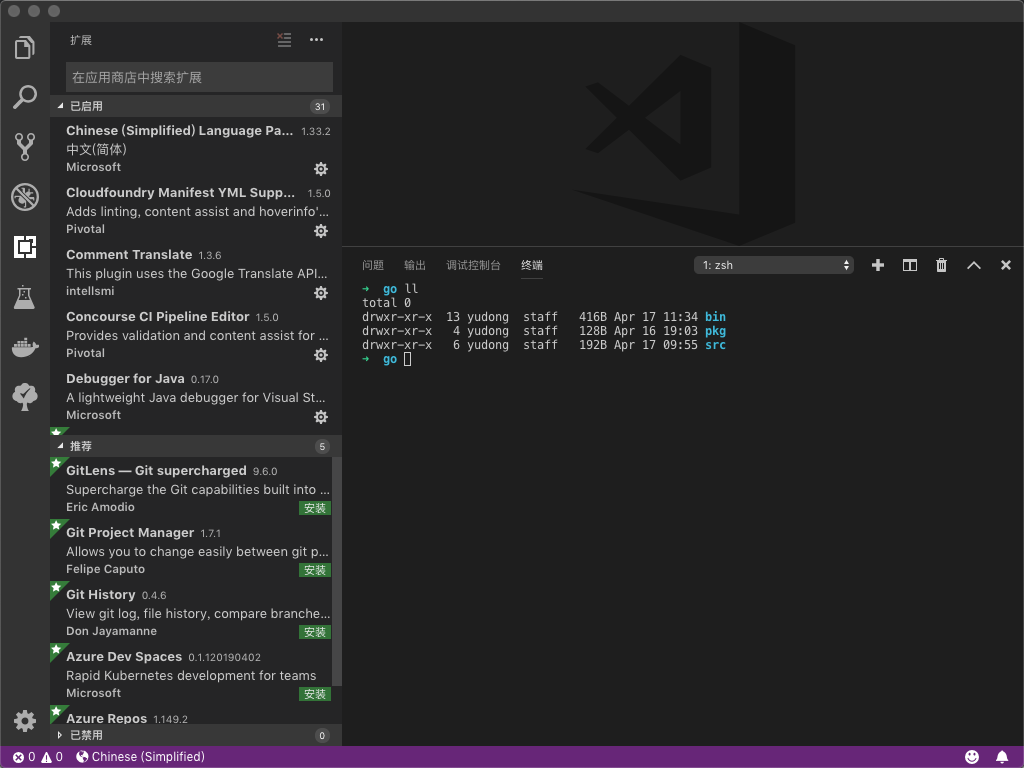 扩展
在应用商店中搜索扩展
已启用 31
Chinese (Simplified) Language Pa... 1.33.2
中文(简体)
Microsoft
Cloudfoundry Manifest YML Supp... 1.5.0
Adds linting, content assist and hoverinfo'...
Pivotal
Comment Translate 1.3.6
This plugin uses the Google Translate API...
intellsmi
Concourse CI Pipeline Editor 1.5.0
Provides validation and content assist for ...
Pivotal
Debugger for Java 0.17.0
A lightweight Java debugger for Visual St...
Microsoft
推荐 5
GitLens — Git supercharged 9.6.0
Supercharge the Git capabilities built into ...
Eric Amodio 安装
Git Project Manager 1.7.1
Allows you to change easily between git p...
Felipe Caputo 安装
Git History 0.4.6
View git log, file history, compare branche...
Don Jayamanne 安装
Azure Dev Spaces 0.1.120190402
Rapid Kubernetes development for teams
Microsoft 安装
Azure Repos 1.149.2
已禁用 0
问题 输出 调试控制台 终端 1: zsh
➜ go ll
total 0
drwxr-xr-x 13 yudong staff 416B Apr 17 11:34 bin
drwxr-xr-x 4 yudong staff 128B Apr 16 19:03 pkg
drwxr-xr-x 6 yudong staff 192B Apr 17 09:55 src
➜ go
0 0 Chinese (Simplified)